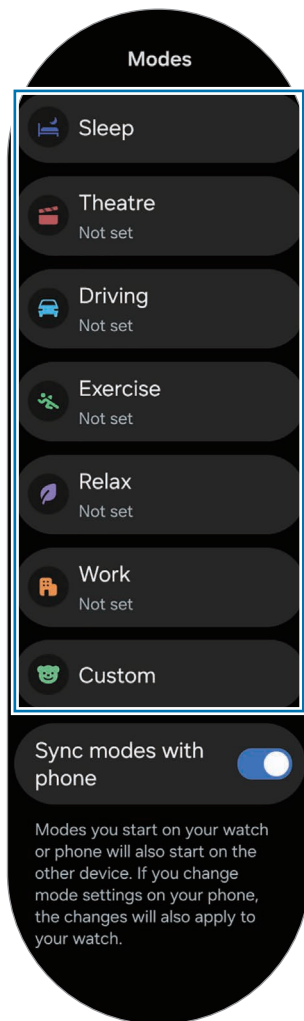 Modes
Sleep
Theatre
Not set
Driving
Not set
Exercise
Not set
Relax
Not set
Work
Not set
Custom
Sync modes with
phone
Modes you start on your watch
or phone will also start on the
other device. If you change
mode settings on your phone,
the changes will also apply to
your watch.